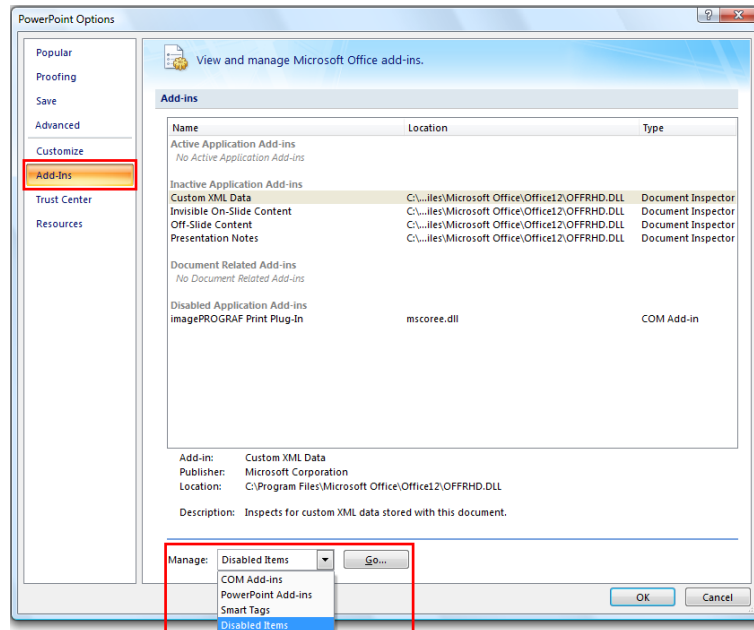 PowerPoint Options
Popular
Proofing
Save
Advanced
Customize
Add-Ins
Trust Center
Resources
View and manage Microsoft Office add-ins.
Add-ins
Name Location Type
Active Application Add-ins
No Active Application Add-ins
Inactive Application Add-ins
Custom XML Data C:\...iles\Microsoft Office\Office12\OFFRHD.DLL Document Inspector
Invisible On-Slide Content C:\...iles\Microsoft Office\Office12\OFFRHD.DLL Document Inspector
Off-Slide Content C:\...iles\Microsoft Office\Office12\OFFRHD.DLL Document Inspector
Presentation Notes C:\...iles\Microsoft Office\Office12\OFFRHD.DLL Document Inspector
Document Related Add-ins
No Document Related Add-ins
Disabled Application Add-ins
imagePROGRAF Print Plug-In mscoree.dll COM Add-in
Add-in: Custom XML Data
Publisher: Microsoft Corporation
Location: C:\Program Files\Microsoft Office\Office12\OFFRHD.DLL
Description: Inspects for custom XML data stored with this document.
Manage: Disabled Items Go...
COM Add-ins
PowerPoint Add-ins
Smart Tags
Disabled Items
OK Cancel